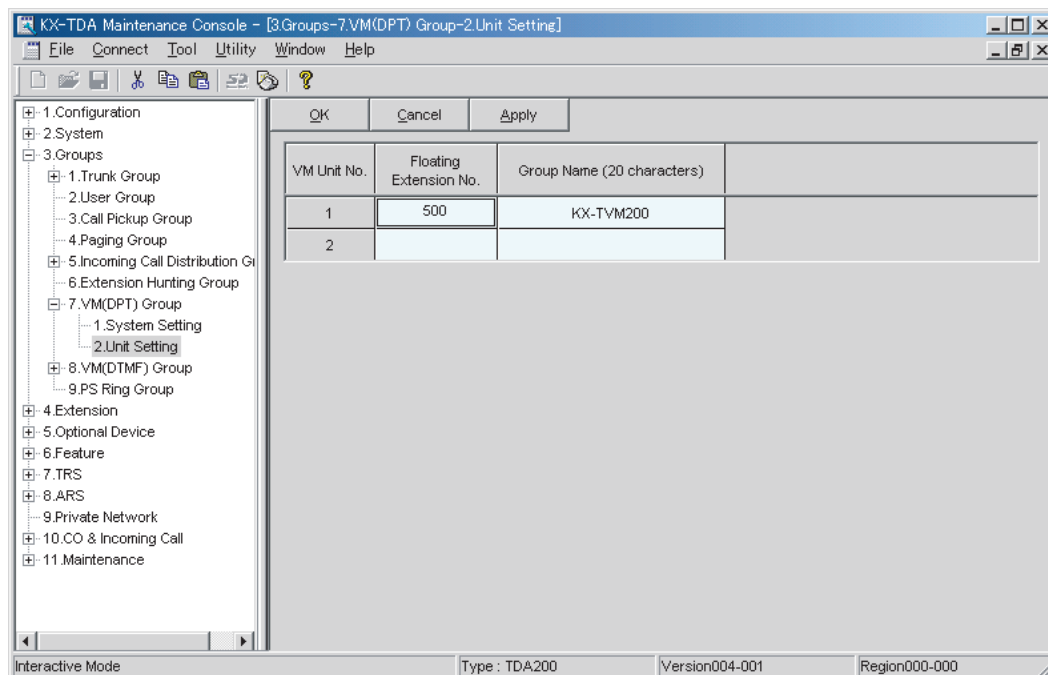 KX-TDA Maintenance Console - [3.Groups-7.VM(DPT) Group-2.Unit Setting]
File Connect Tool Utility Window Help
1.Configuration
2.System
3.Groups
1.Trunk Group
2.User Group
3.Call Pickup Group
4.Paging Group
5.Incoming Call Distribution Gr
6.Extension Hunting Group
7.VM(DPT) Group
1.System Setting
2.Unit Setting
8.VM(DTMF) Group
9.PS Ring Group
4.Extension
5.Optional Device
6.Feature
7.TRS
8.ARS
9.Private Network
10.CO & Incoming Call
11.Maintenance
OK Cancel Apply
VM Unit No. Floating Extension No. Group Name (20 characters)
1 500 KX-TVM200
2
Interactive Mode Type : TDA200 Version004-001 Region000-000